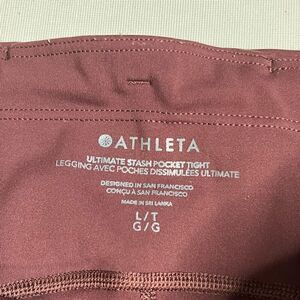 ATHLETA
ULTIMATE STASH POCKET TIGHT
LEGGING AVEC POCHES DISSIMULÉES ULTIMATE
DESIGNED IN SAN FRANCISCO
CONÇU À SAN FRANCISCO
MADE IN SRI LANKA
L/T
G/G